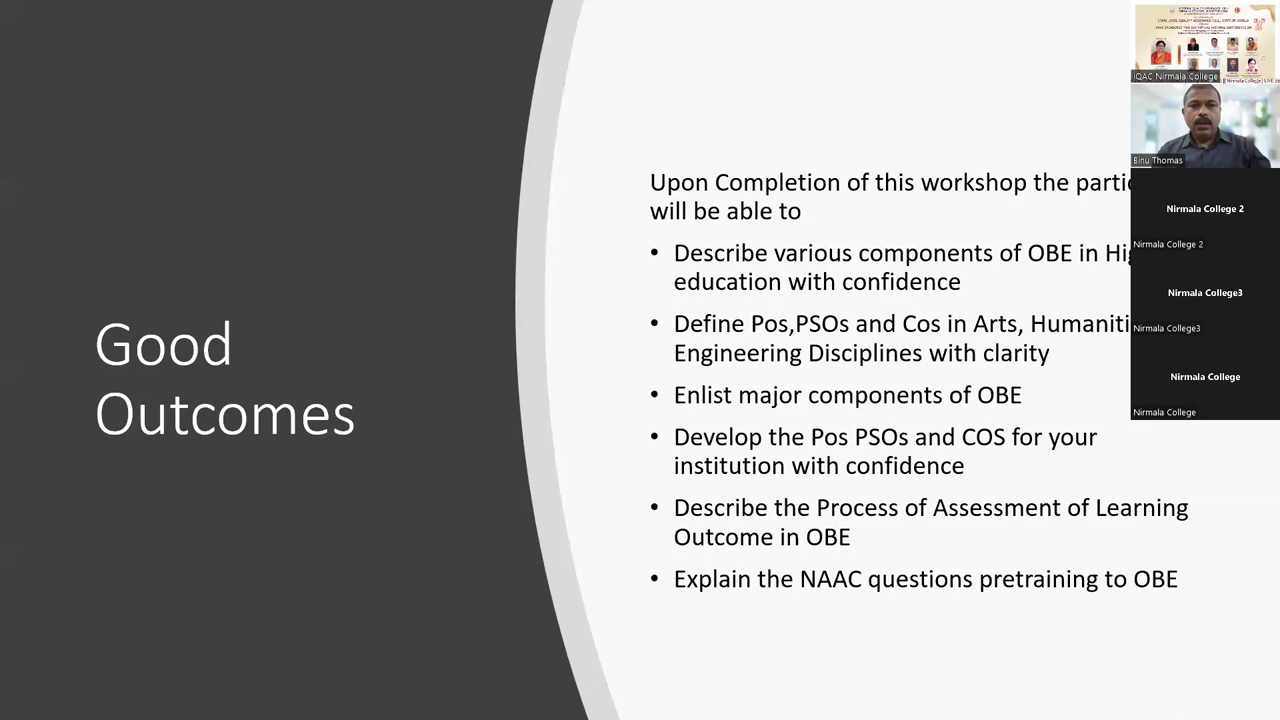 Good
Outcomes
Upon Completion of this workshop the
will be able to
• Describe various components of OBE in
education with confidence
• Define Pos,PSOs and Cos in Arts,
Engineering Disciplines with clarity
• Enlist major components of OBE
• Develop the Pos PSOs and COS for your
institution with confidence
• Describe the Process of Assessment of Learning
Outcome in OBE
• Explain the NAAC questions pretraining to OBE
IQAC Nirmala College
Binu Thomas
Nirmala College 2
Nirmala College 2
Nirmala College3
Nirmala College3
Nirmala College
Nirmala College